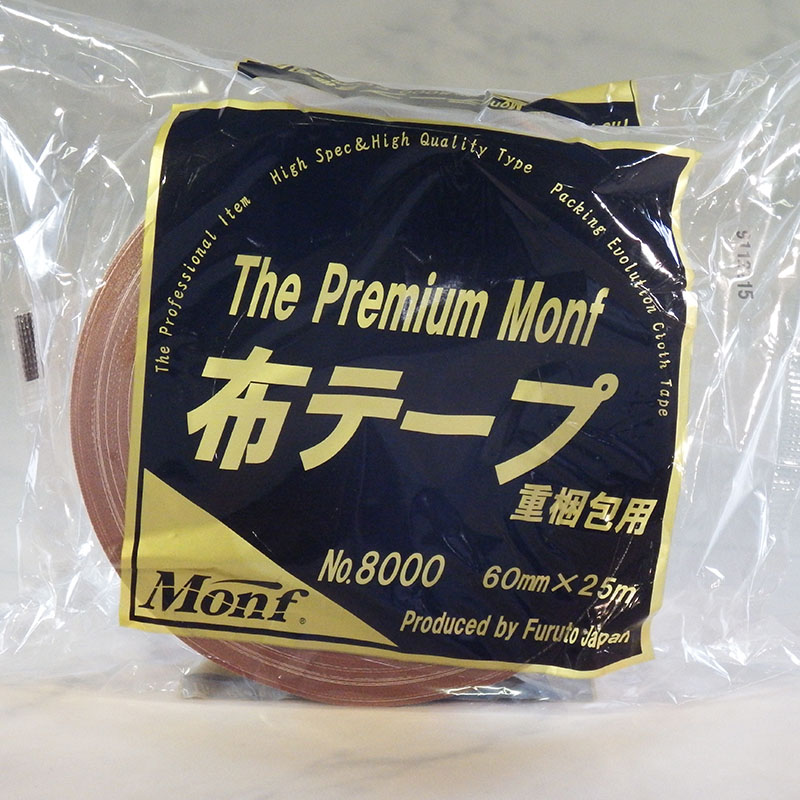 The Professional Item High Spec&High Quality Type Packing Evolution Cloth Tape
The Premium Monf
布テープ
重梱包用
No.8000 60mm×25m
Monf®
Produced by Furuto Japan